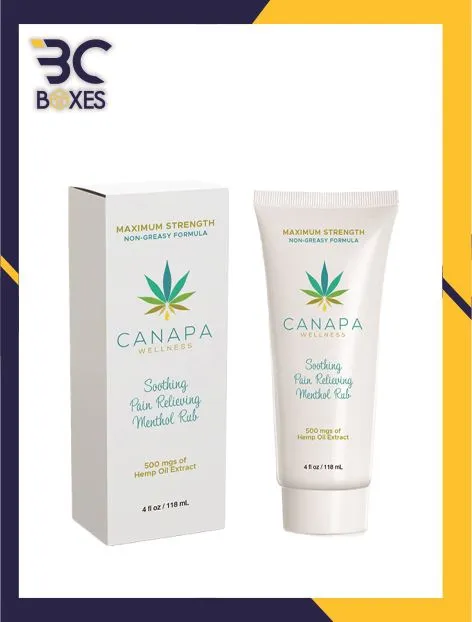 BC
BOXES
MAXIMUM STRENGTH
NON-GREASY FORMULA
CANAPA
WELLNESS
Soothing
Pain Relieving
Menthol Rub
500 mgs of
Hemp Oil Extract
4 fl oz / 118 mL
MAXIMUM STRENGTH
NON-GREASY FORMULA
CANAPA
WELLNESS
Soothing
Pain Relieving
Menthol Rub
500 mgs of
Hemp Oil Extract
4 fl oz / 118 mL